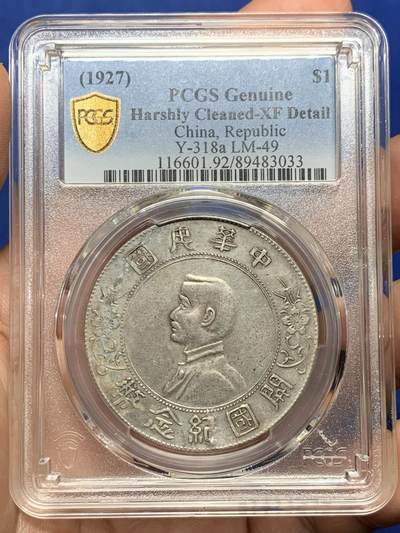 (1927) $1
PCGS Genuine
Harshly Cleaned-XF Detail
China, Republic
Y-318a LM-49
116601.92/89483033
PCGS
國民華中
開國紀念幣
PCGS